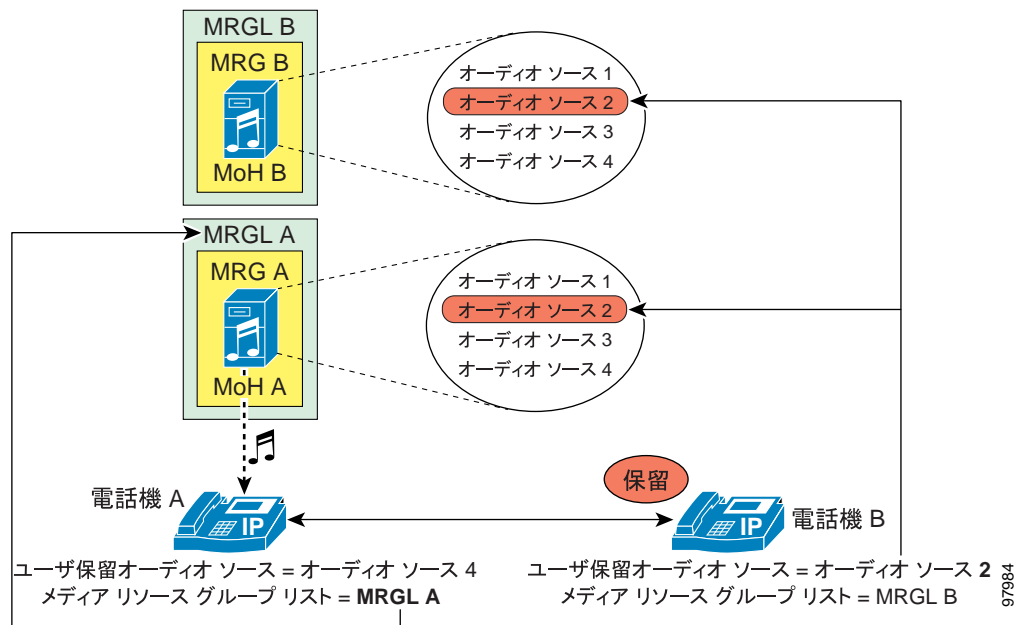 MRGL B
MRG B
MoH B
オーディオ ソース 1
オーディオ ソース 2
オーディオ ソース 3
オーディオ ソース 4
MRGL A
MRG A
MoH A
オーディオ ソース 1
オーディオ ソース 2
オーディオ ソース 3
オーディオ ソース 4
保留
電話機 A
IP
IP
電話機 B
ユーザ保留オーディオ ソース = オーディオ ソース 4
メディア リソース グループ リスト = MRGL A
ユーザ保留オーディオ ソース = オーディオ ソース 2
メディア リソース グループ リスト = MRGL B
97984